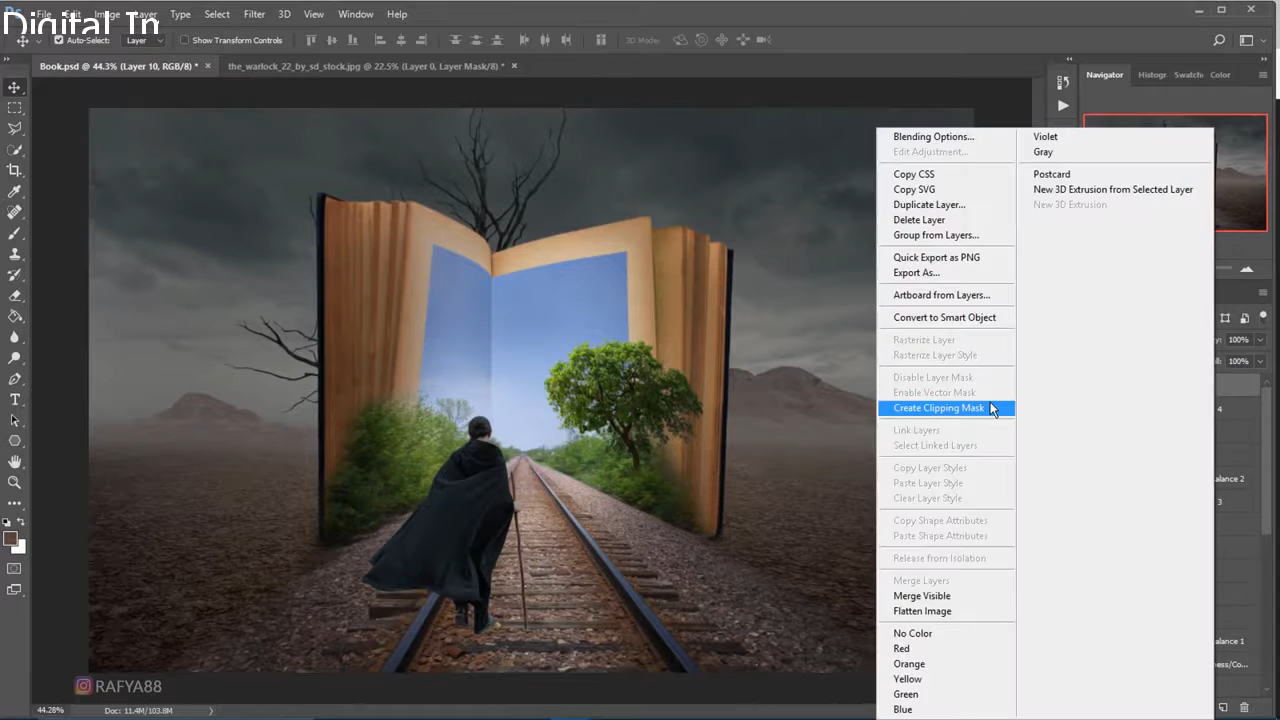 Digital Tn
File Edit Image Layer Type Select Filter 3D View Window Help
Auto-Select: Layer Show Transform Controls 3D Mode:
Book.psd @ 44.3% (Layer 10, RGB/8) * × the_warlock_22_by_sd_stock.jpg @ 22.5% (Layer 0, Layer Mask/8) * ×
Navigator Histogr Swatch Color
Blending Options...
Edit Adjustment...
Copy CSS
Copy SVG
Duplicate Layer...
Delete Layer
Group from Layers...
Quick Export as PNG
Export As...
Artboard from Layers...
Convert to Smart Object
Rasterize Layer
Rasterize Layer Style
Disable Layer Mask
Enable Vector Mask
Create Clipping Mask
Link Layers
Select Linked Layers
Copy Layer Styles
Paste Layer Style
Clear Layer Style
Copy Shape Attributes
Paste Shape Attributes
Release from Isolation
Merge Layers
Merge Visible
Flatten Image
No Color
Red
Orange
Yellow
Green
Blue
Violet
Gray
Postcard
New 3D Extrusion from Selected Layer
New 3D Extrusion
100%
100%
4
alance 2
3
alance 1
ness/Co...
RAFYA88
44.28% Doc: 11.4M/103.8M